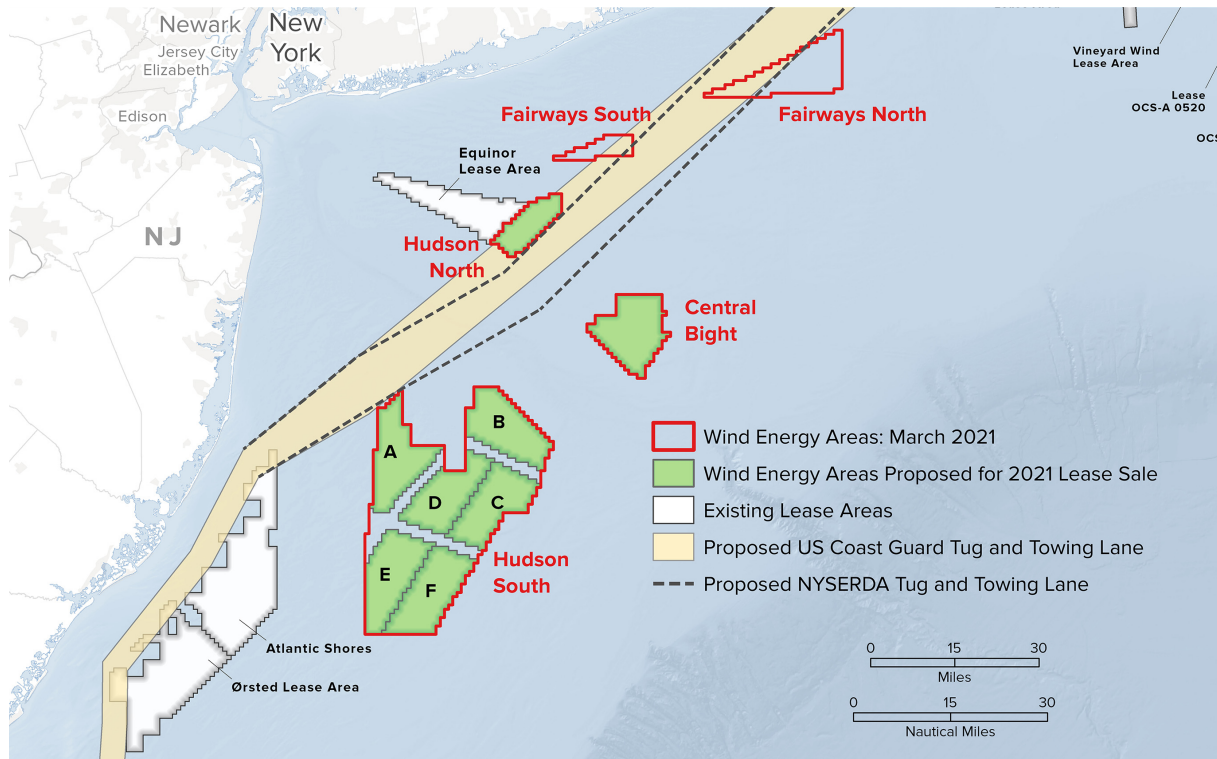 Newark
New
York
Jersey City
Elizabeth
Edison
N J
Vineyard Wind
Lease Area
Lease
OCS-A 0520
OCS
Fairways South
Fairways North
Equinor
Lease Area
Hudson
North
Central
Bight
A
B
D
C
E
F
Hudson
South
Atlantic Shores
Ørsted Lease Area
Wind Energy Areas: March 2021
Wind Energy Areas Proposed for 2021 Lease Sale
Existing Lease Areas
Proposed US Coast Guard Tug and Towing Lane
Proposed NYSERDA Tug and Towing Lane
0 15 30
Miles
0 15 30
Nautical Miles